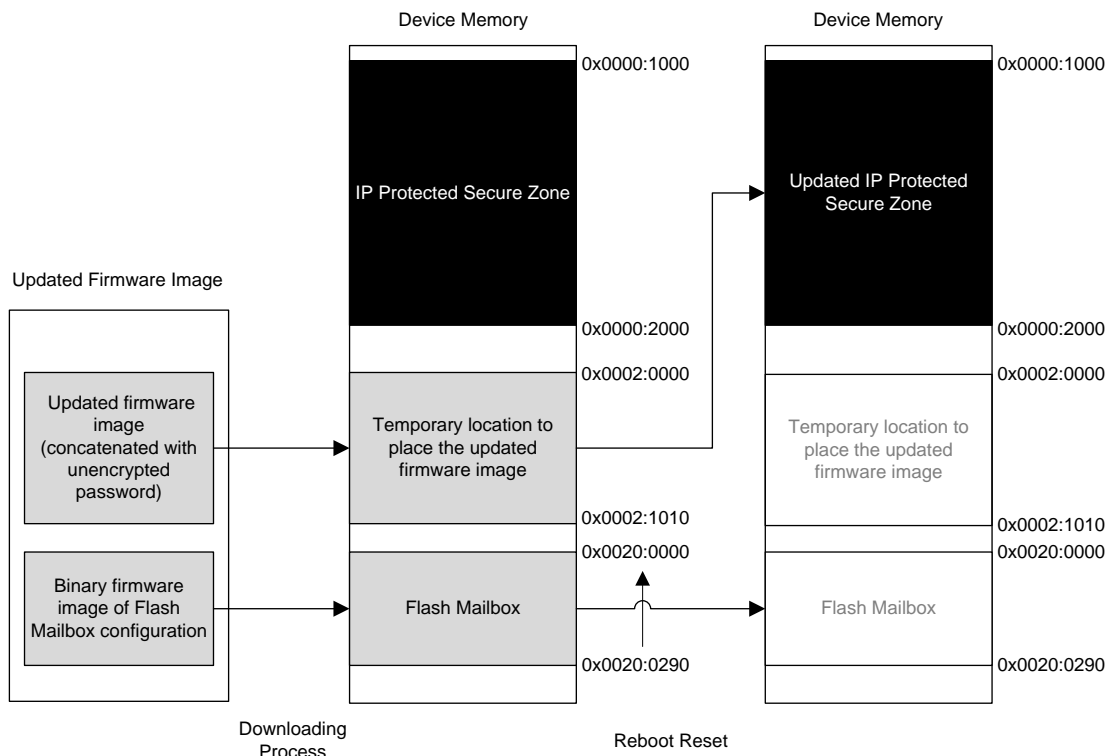 Device Memory
Device Memory
0x0000:1000
0x0000:1000
IP Protected Secure Zone
Updated IP Protected
Secure Zone
Updated Firmware Image
0x0000:2000
0x0000:2000
0x0002:0000
0x0002:0000
Updated firmware
image
(concatenated with
unencrypted
password)
Temporary location to
place the updated
firmware image
Temporary location to
place the updated
firmware image
0x0002:1010
0x0002:1010
0x0020:0000
0x0020:0000
Binary firmware
image of Flash
Mailbox configuration
Flash Mailbox
Flash Mailbox
0x0020:0290
0x0020:0290
Downloading
Process
Reboot Reset